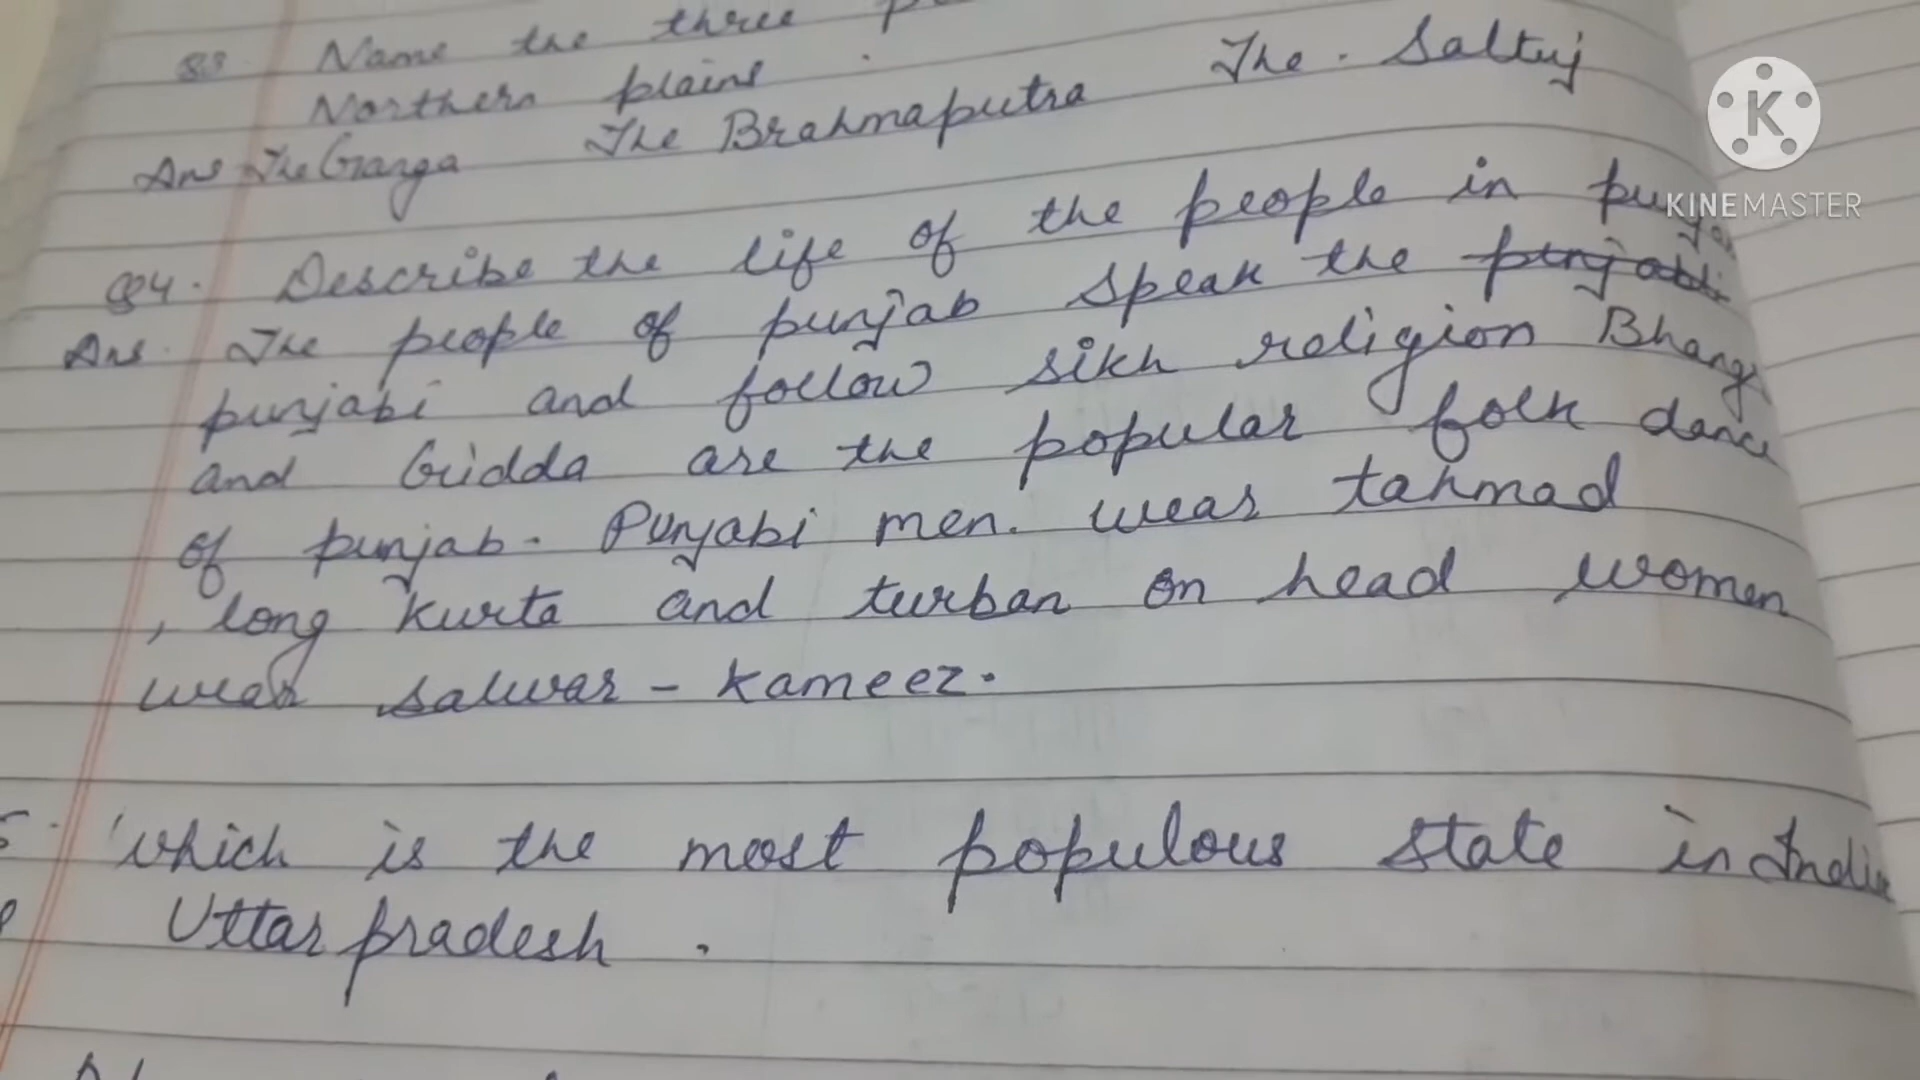 Q3 Name the three
Northern plains.
Ans The Ganga The Brahmaputra The. Saltuj
Q4. Describe the life of the people in
Ans. The people of punjab speak the punjabi
punjabi and follow sikh religion
and Gidda are the popular folk dance
of punjab. Punjabi men. wear tahmad
, long kurta and turban on head women
wear salwar - kameez.
which is the most populous state in India
Uttar pradesh.
K
KINEMASTER